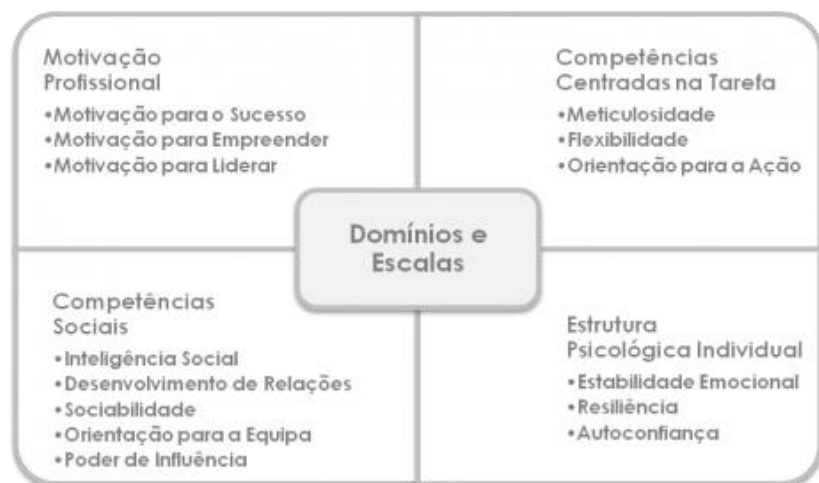 Motivação
Profissional
•Motivação para o Sucesso
•Motivação para Empreender
•Motivação para Liderar
Competências
Centradas na Tarefa
•Meticulosidade
•Flexibilidade
•Orientação para a Ação
Domínios e
Escalas
Competências
Sociais
•Inteligência Social
•Desenvolvimento de Relações
•Sociabilidade
•Orientação para a Equipa
•Poder de Influência
Estrutura
Psicológica Individual
•Estabilidade Emocional
•Resiliência
•Autoconfiança